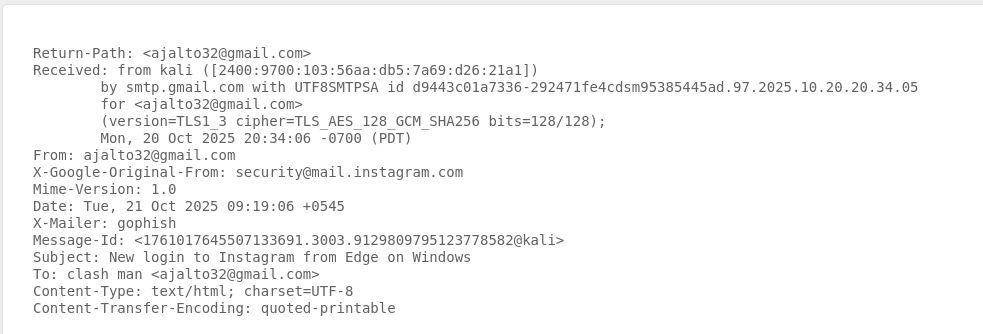 Return-Path: <ajalto32@gmail.com>
Received: from kali ([2400:9700:103:56aa:db5:7a69:d26:21a1])
by smtp.gmail.com with UTF8SMTPSA id d9443c01a7336-292471fe4cdsm95385445ad.97.2025.10.20.20.34.05
for <ajalto32@gmail.com>
(version=TLS1_3 cipher=TLS_AES_128_GCM_SHA256 bits=128/128);
Mon, 20 Oct 2025 20:34:06 -0700 (PDT)
From: ajalto32@gmail.com
X-Google-Original-From: security@mail.instagram.com
Mime-Version: 1.0
Date: Tue, 21 Oct 2025 09:19:06 +0545
X-Mailer: gophish
Message-Id: <1761017645507133691.3003.9129809795123778582@kali>
Subject: New login to Instagram from Edge on Windows
To: clash man <ajalto32@gmail.com>
Content-Type: text/html; charset=UTF-8
Content-Transfer-Encoding: quoted-printable